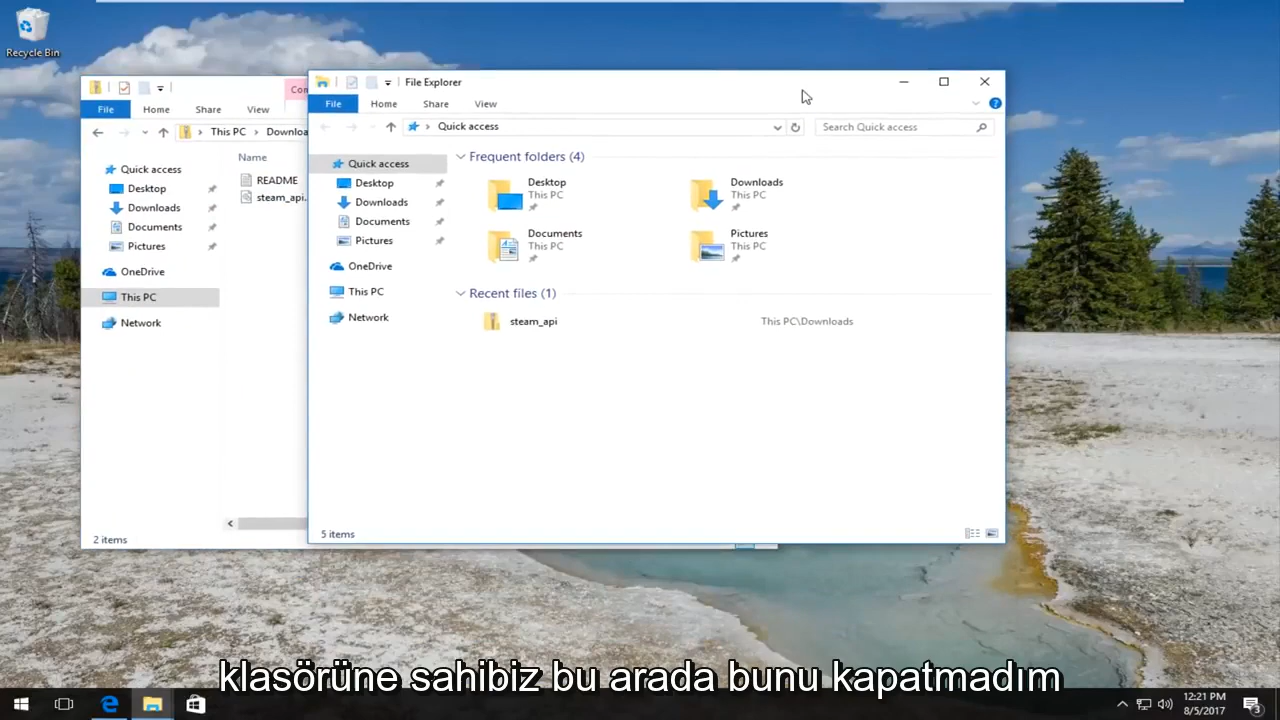 Recycle Bin
Com
File
Home
Share
View
This PC
Downloa
Quick access
Desktop
Downloads
Documents
Pictures
OneDrive
This PC
Network
Name
README
steam_api.
2 items
File Explorer
File
Home
Share
View
Quick access
Search Quick access
Quick access
Desktop
Downloads
Documents
Pictures
OneDrive
This PC
Network
Frequent folders (4)
Desktop
This PC
Downloads
This PC
Documents
This PC
Pictures
This PC
Recent files (1)
steam_api
This PC\Downloads
5 items
klasörüne sahibiz bu arada bunu kapatmadım
12:21 PM
8/5/2017
3